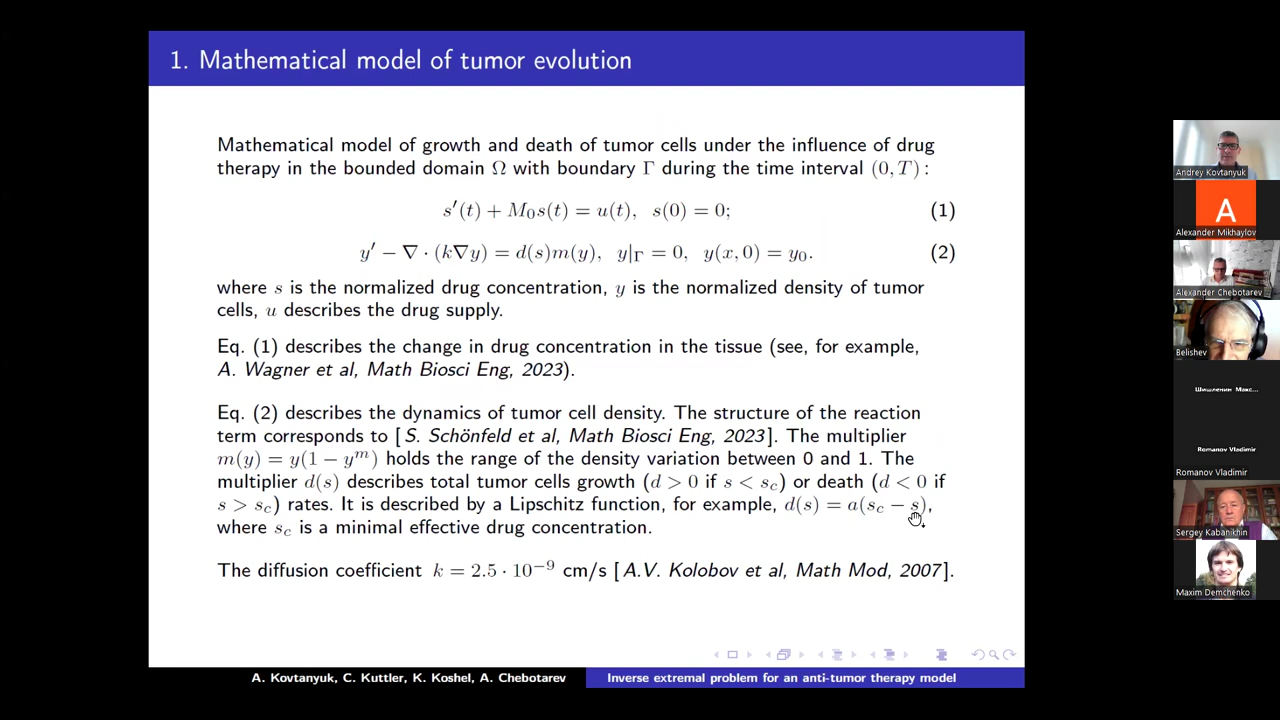 1. Mathematical model of tumor evolution
Mathematical model of growth and death of tumor cells under the influence of drug
therapy in the bounded domain Ω with boundary Γ during the time interval (0, T) :
s′(t) + M₀s(t) = u(t), s(0) = 0; (1)
y′ − ∇ · (k∇y) = d(s)m(y), y|Γ = 0, y(x, 0) = y₀. (2)
where s is the normalized drug concentration, y is the normalized density of tumor
cells, u describes the drug supply.
Eq. (1) describes the change in drug concentration in the tissue (see, for example,
A. Wagner et al, Math Biosci Eng, 2023).
Eq. (2) describes the dynamics of tumor cell density. The structure of the reaction
term corresponds to [ S. Schönfeld et al, Math Biosci Eng, 2023]. The multiplier
m(y) = y(1 − yᵐ) holds the range of the density variation between 0 and 1. The
multiplier d(s) describes total tumor cells growth (d > 0 if s < s_c) or death (d < 0 if
s > s_c) rates. It is described by a Lipschitz function, for example, d(s) = a(s_c − s),
where s_c is a minimal effective drug concentration.
The diffusion coefficient k = 2.5 · 10⁻⁹ cm/s [ A.V. Kolobov et al, Math Mod, 2007].
A. Kovtanyuk, C. Kuttler, K. Koshel, A. Chebotarev
Inverse extremal problem for an anti-tumor therapy model
Andrey Kovtanyuk
A
Alexander Mikhaylov
Alexander Chebotarev
Belishev
Шишленин Макс...
Romanov Vladimir
Romanov Vladimir
Sergey Kabanikhin
Maxim Demchenko